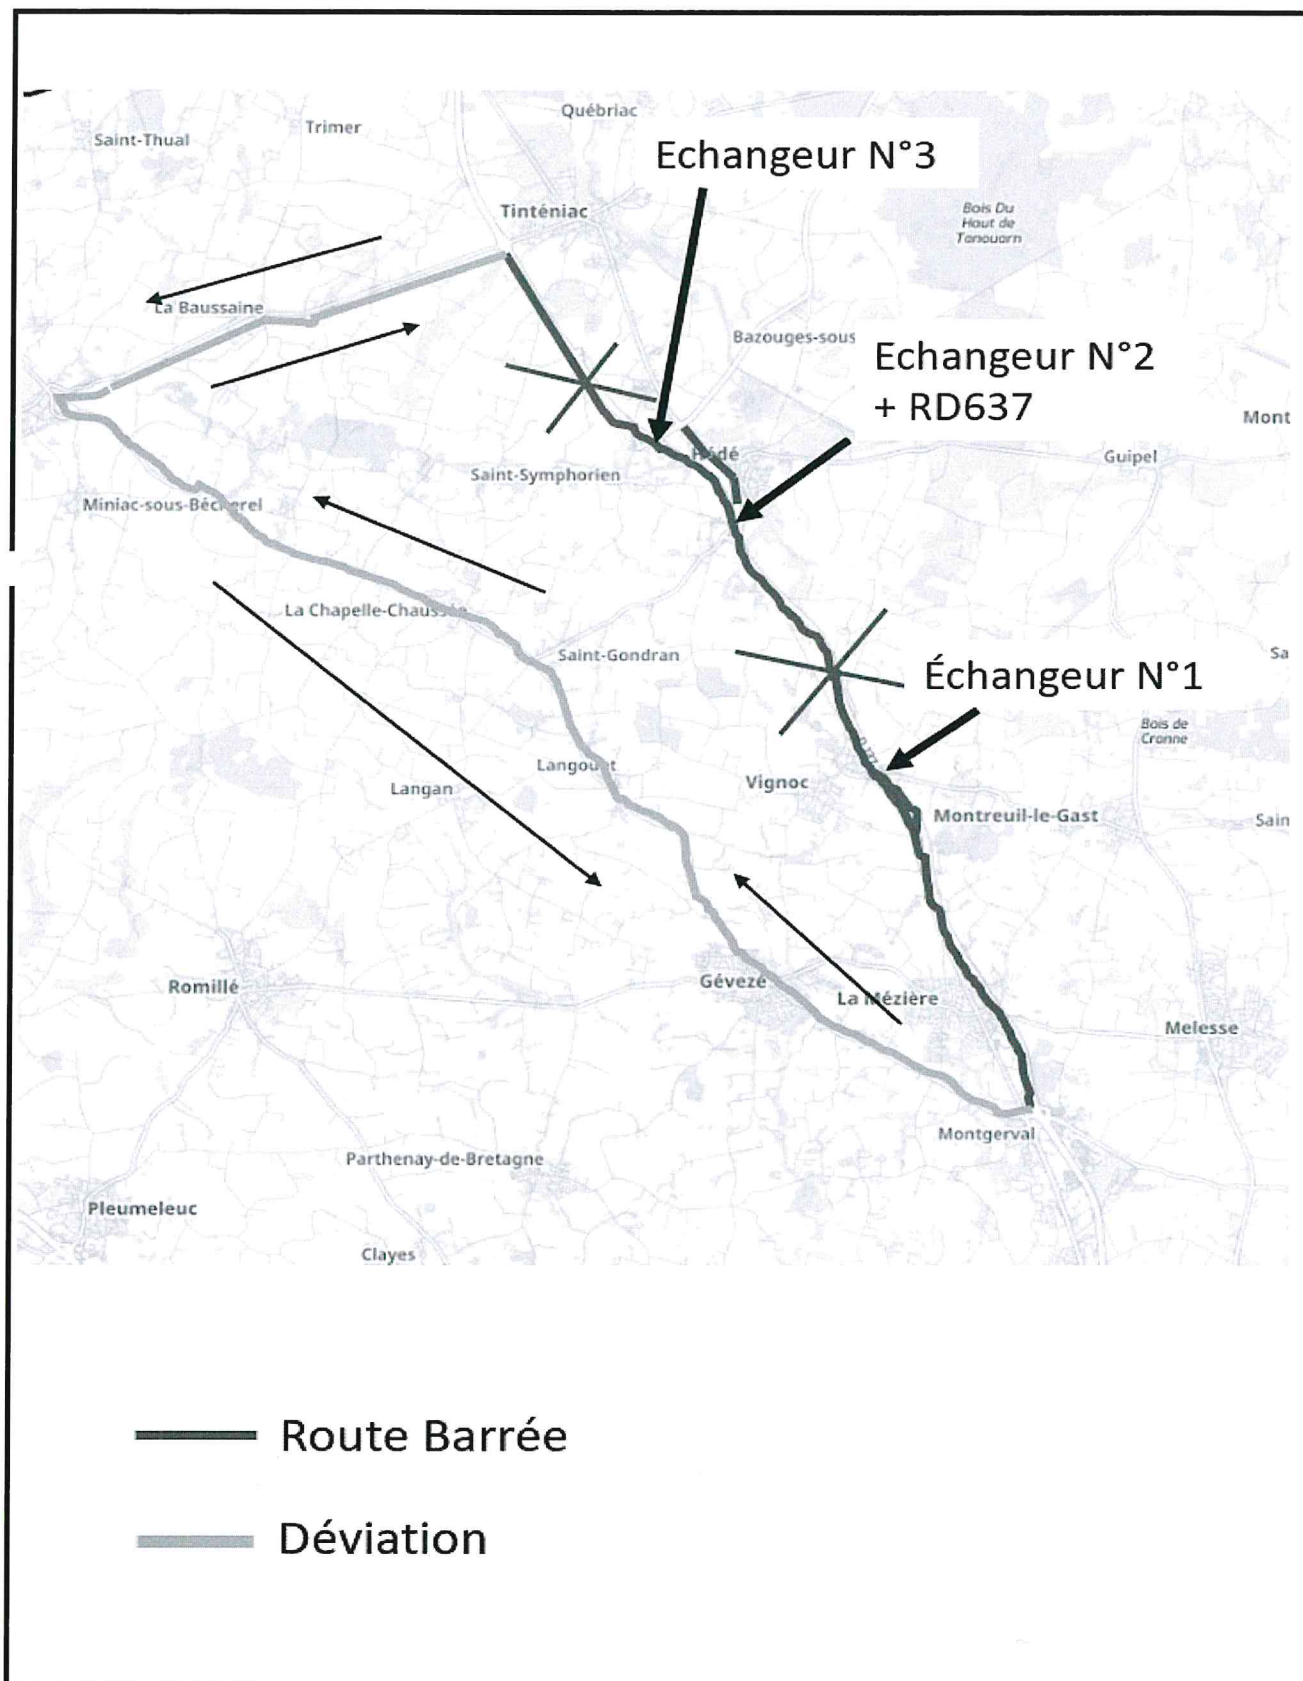 Québriac
Trimer
Saint-Thual
Echangeur N°3
Tinténiac
Bois Du
Haut de
Tanouarn
La Baussaine
Bazouges-sous
Echangeur N°2
+ RD637
Mont
Hédé
Guipel
Saint-Symphorien
Miniac-sous-Bécherel
La Chapelle-Chaussée
Saint-Gondran
Sa
Échangeur N°1
Bois de
Cranne
Langouet
Vignoc
Langan
Montreuil-le-Gast
Sain
Gévezé
Romillé
La Mézière
Melesse
Montgerval
Parthenay-de-Bretagne
Pleumeleuc
Clayes
Route Barrée
Déviation